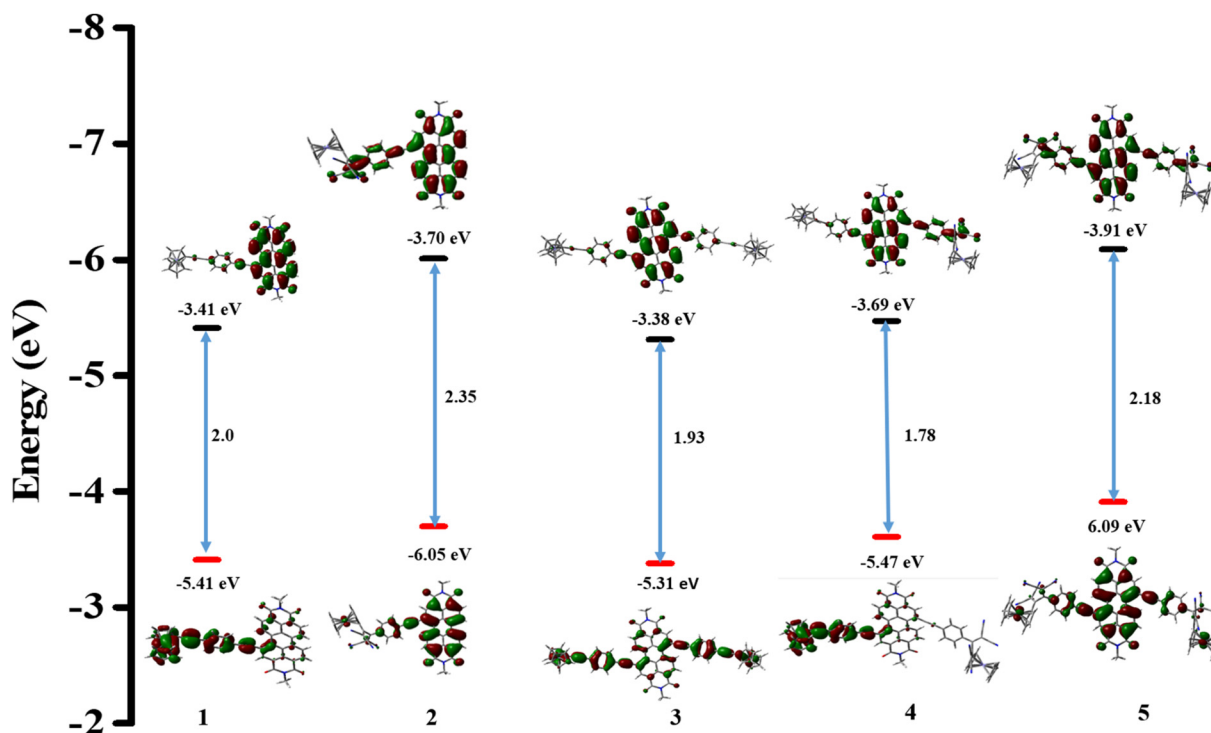 Energy (eV)
-8
-7
-6
-5
-4
-3
-2
-3.41 eV
2.0
-5.41 eV
1
-3.70 eV
2.35
-6.05 eV
2
-3.38 eV
1.93
-5.31 eV
3
-3.69 eV
1.78
-5.47 eV
4
-3.91 eV
2.18
6.09 eV
5